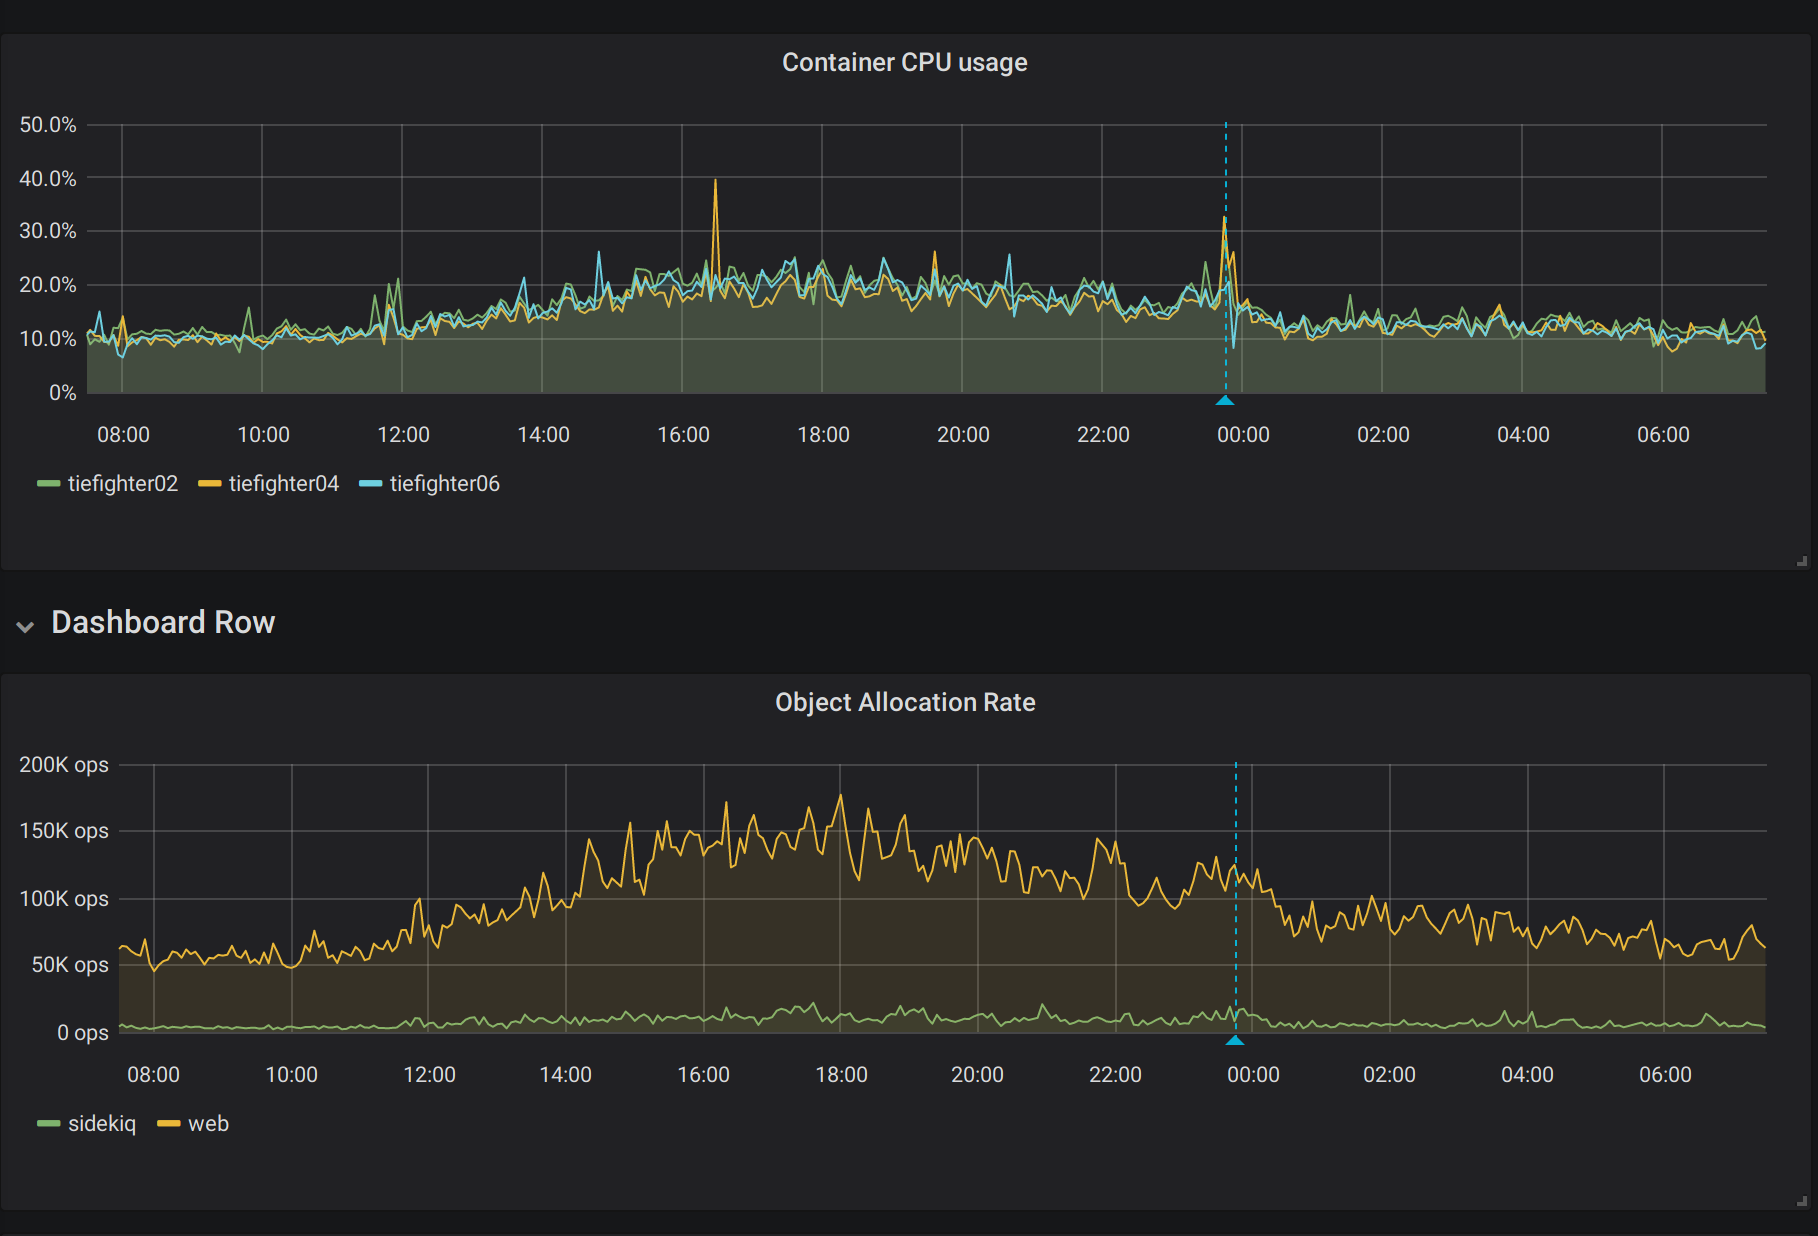 Container CPU usage
50.0%
40.0%
30.0%
20.0%
10.0%
0%
08:00 10:00 12:00 14:00 16:00 18:00 20:00 22:00 00:00 02:00 04:00 06:00
tiefighter02 tiefighter04 tiefighter06
Dashboard Row
Object Allocation Rate
200K ops
150K ops
100K ops
50K ops
0 ops
08:00 10:00 12:00 14:00 16:00 18:00 20:00 22:00 00:00 02:00 04:00 06:00
sidekiq web